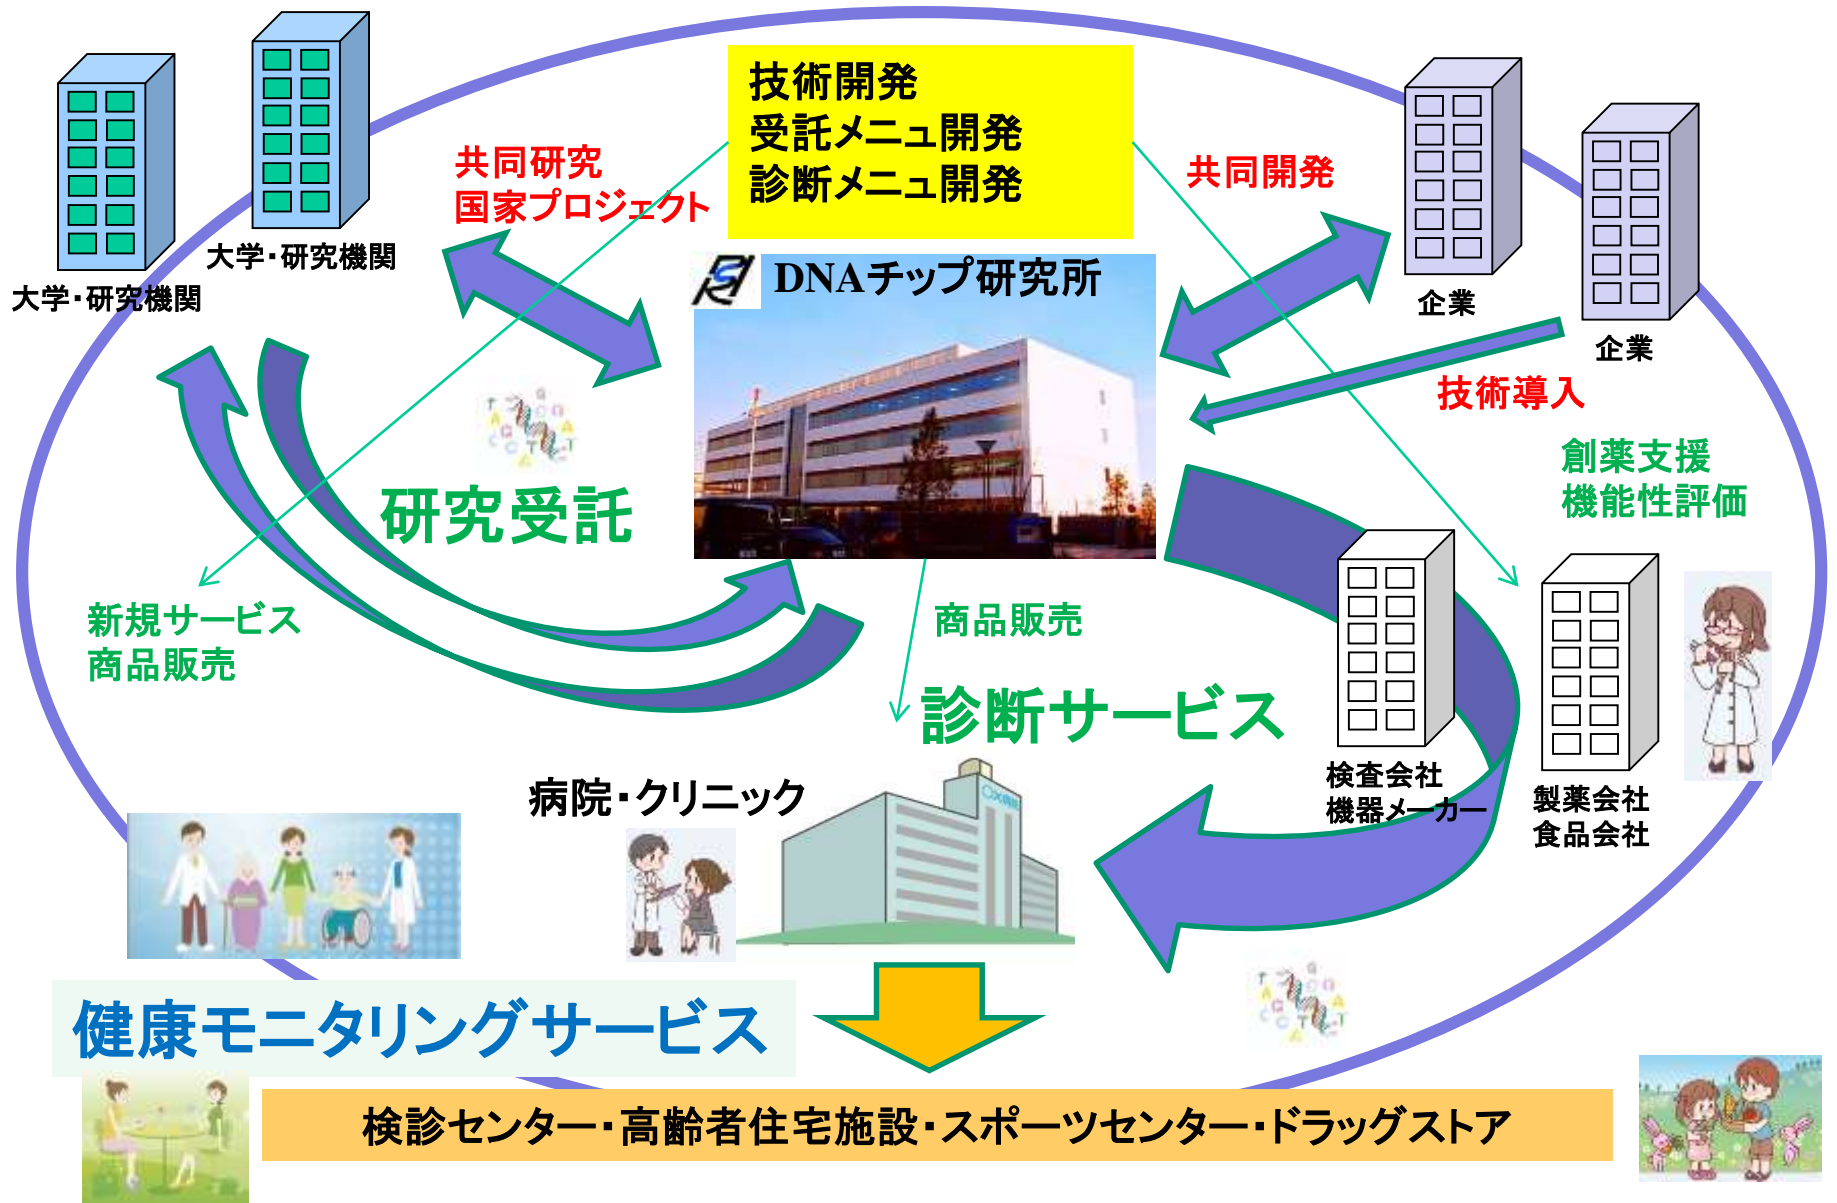 技術開発
受託メニュー開発
診断メニュー開発
共同研究
国家プロジェクト
共同開発
大学・研究機関
大学・研究機関
DNAチップ研究所
企業
企業
技術導入
創薬支援
機能性評価
研究受託
新規サービス
商品販売
商品販売
診断サービス
検査会社
機器メーカー
製薬会社
食品会社
病院・クリニック
健康モニタリングサービス
検診センター・高齢者住宅施設・スポーツセンター・ドラッグストア